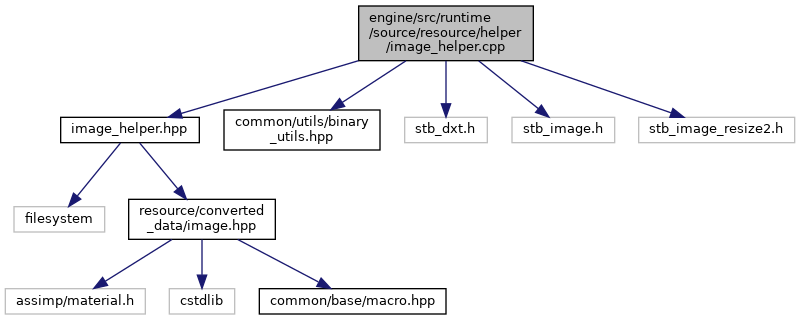 engine/src/runtime
/source/resource/helper
/image_helper.cpp
image_helper.hpp
common/utils/binary
_utils.hpp
stb_dxt.h
stb_image.h
stb_image_resize2.h
filesystem
resource/converted
_data/image.hpp
assimp/material.h
cstdlib
common/base/macro.hpp